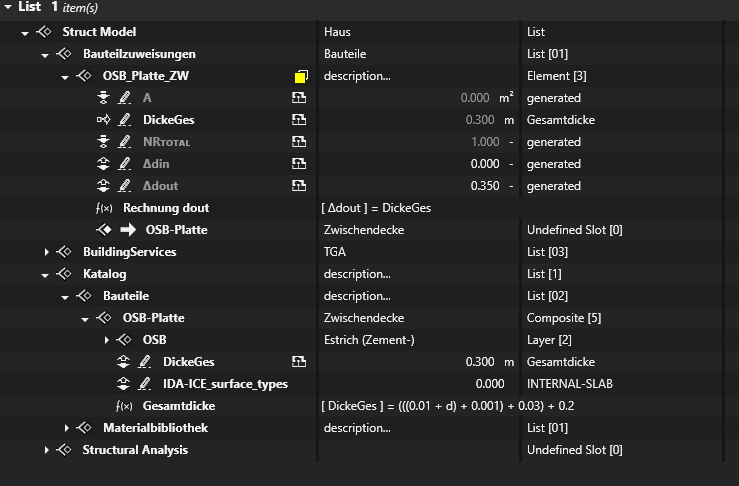 List 1 item(s)
Struct Model Haus List
Bauteilzuweisungen Bauteile List [01]
OSB_Platte_ZW description... Element [3]
A 0.000 m² generated
DickeGes 0.300 m Gesamtdicke
NRTOTAL 1.000 - generated
Δdin 0.000 - generated
Δdout 0.350 - generated
f(x) Rechnung dout [ Δdout ] = DickeGes
OSB-Platte Zwischendecke Undefined Slot [0]
BuildingServices TGA List [03]
Katalog description... List [1]
Bauteile description... List [02]
OSB-Platte Zwischendecke Composite [5]
OSB Estrich (Zement-) Layer [2]
DickeGes 0.300 m Gesamtdicke
IDA-ICE_surface_types 0.000 INTERNAL-SLAB
f(x) Gesamtdicke [ DickeGes ] = (((0.01 + d) + 0.001) + 0.03) + 0.2
Materialbibliothek description... List [01]
Structural Analysis Undefined Slot [0]